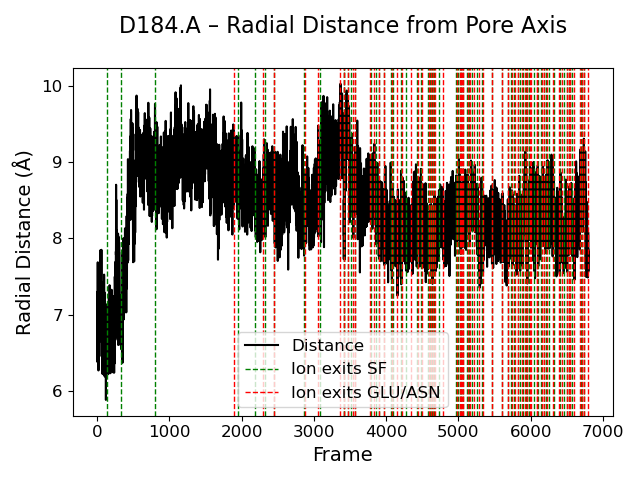 D184.A – Radial Distance from Pore Axis
Radial Distance (Å)
10
9
8
7
6
Distance
Ion exits SF
Ion exits GLU/ASN
0 1000 2000 3000 4000 5000 6000 7000
Frame